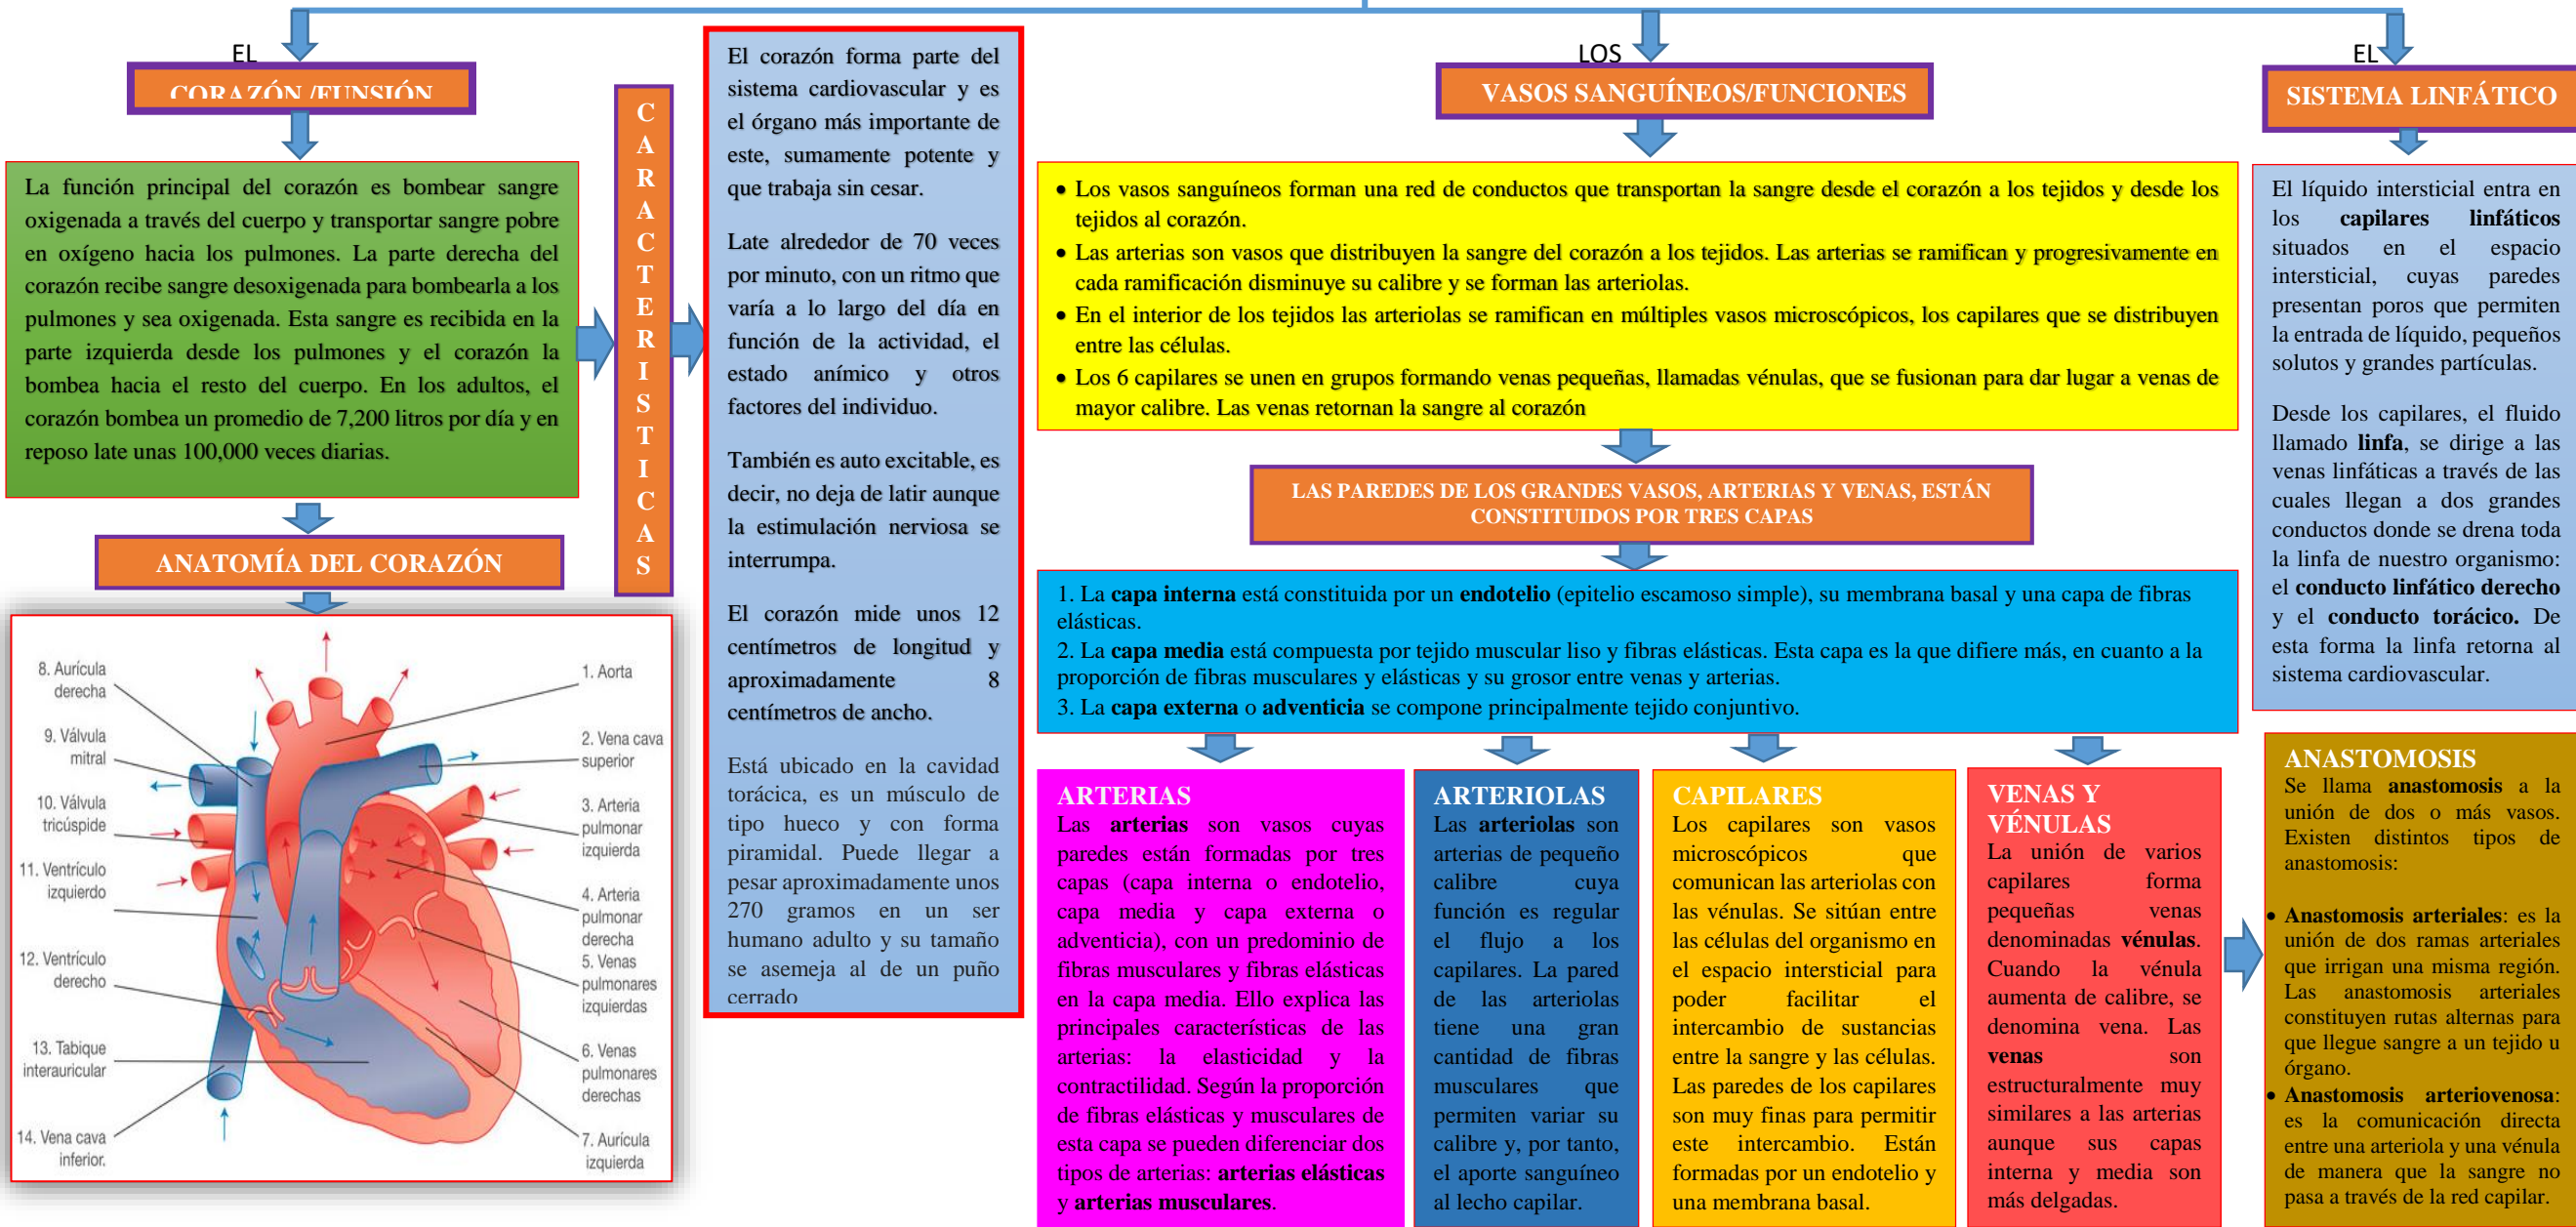 EL
CORAZÓN /FUNSIÓN
La función principal del corazón es bombear sangre
oxigenada a través del cuerpo y transportar sangre pobre
en oxígeno hacia los pulmones. La parte derecha del
corazón recibe sangre desoxigenada para bombearla a los
pulmones y sea oxigenada. Esta sangre es recibida en la
parte izquierda desde los pulmones y el corazón la
bombea hacia el resto del cuerpo. En los adultos, el
corazón bombea un promedio de 7,200 litros por día y en
reposo late unas 100,000 veces diarias.
ANATOMÍA DEL CORAZÓN
8. Aurícula
derecha
9. Válvula
mitral
10. Válvula
tricúspide
11. Ventrículo
izquierdo
12. Ventrículo
derecho
13. Tabique
interauricular
14. Vena cava
inferior.
1. Aorta
2. Vena cava
superior
3. Arteria
pulmonar
izquierda
4. Arteria
pulmonar
derecha
5. Venas
pulmonares
izquierdas
6. Venas
pulmonares
derechas
7. Aurícula
izquierda
C
A
R
A
C
T
E
R
I
S
T
I
C
A
S
El corazón forma parte del
sistema cardiovascular y es
el órgano más importante de
este, sumamente potente y
que trabaja sin cesar.
Late alrededor de 70 veces
por minuto, con un ritmo que
varía a lo largo del día en
función de la actividad, el
estado anímico y otros
factores del individuo.
También es auto excitable, es
decir, no deja de latir aunque
la estimulación nerviosa se
interrumpa.
El corazón mide unos 12
centímetros de longitud y
aproximadamente 8
centímetros de ancho.
Está ubicado en la cavidad
torácica, es un músculo de
tipo hueco y con forma
piramidal. Puede llegar a
pesar aproximadamente unos
270 gramos en un ser
humano adulto y su tamaño
se asemeja al de un puño
cerrado
LOS
VASOS SANGUÍNEOS/FUNCIONES
• Los vasos sanguíneos forman una red de conductos que transportan la sangre desde el corazón a los tejidos y desde los
tejidos al corazón.
• Las arterias son vasos que distribuyen la sangre del corazón a los tejidos. Las arterias se ramifican y progresivamente en
cada ramificación disminuye su calibre y se forman las arteriolas.
• En el interior de los tejidos las arteriolas se ramifican en múltiples vasos microscópicos, los capilares que se distribuyen
entre las células.
• Los 6 capilares se unen en grupos formando venas pequeñas, llamadas vénulas, que se fusionan para dar lugar a venas de
mayor calibre. Las venas retornan la sangre al corazón
LAS PAREDES DE LOS GRANDES VASOS, ARTERIAS Y VENAS, ESTÁN
CONSTITUIDOS POR TRES CAPAS
1. La capa interna está constituida por un endotelio (epitelio escamoso simple), su membrana basal y una capa de fibras
elásticas.
2. La capa media está compuesta por tejido muscular liso y fibras elásticas. Esta capa es la que difiere más, en cuanto a la
proporción de fibras musculares y elásticas y su grosor entre venas y arterias.
3. La capa externa o adventicia se compone principalmente tejido conjuntivo.
ARTERIAS
Las arterias son vasos cuyas
paredes están formadas por tres
capas (capa interna o endotelio,
capa media y capa externa o
adventicia), con un predominio de
fibras musculares y fibras elásticas
en la capa media. Ello explica las
principales características de las
arterias: la elasticidad y la
contractilidad. Según la proporción
de fibras elásticas y musculares de
esta capa se pueden diferenciar dos
tipos de arterias: arterias elásticas
y arterias musculares.
ARTERIOLAS
Las arteriolas son
arterias de pequeño
calibre cuya
función es regular
el flujo a los
capilares. La pared
de las arteriolas
tiene una gran
cantidad de fibras
musculares que
permiten variar su
calibre y, por tanto,
el aporte sanguíneo
al lecho capilar.
CAPILARES
Los capilares son vasos
microscópicos que
comunican las arteriolas con
las vénulas. Se sitúan entre
las células del organismo en
el espacio intersticial para
poder facilitar el
intercambio de sustancias
entre la sangre y las células.
Las paredes de los capilares
son muy finas para permitir
este intercambio. Están
formadas por un endotelio y
una membrana basal.
VENAS Y
VÉNULAS
La unión de varios
capilares forma
pequeñas venas
denominadas vénulas.
Cuando la vénula
aumenta de calibre, se
denomina vena. Las
venas son
estructuralmente muy
similares a las arterias
aunque sus capas
interna y media son
más delgadas.
EL
SISTEMA LINFÁTICO
El líquido intersticial entra en
los capilares linfáticos
situados en el espacio
intersticial, cuyas paredes
presentan poros que permiten
la entrada de líquido, pequeños
solutos y grandes partículas.
Desde los capilares, el fluido
llamado linfa, se dirige a las
venas linfáticas a través de las
cuales llegan a dos grandes
conductos donde se drena toda
la linfa de nuestro organismo:
el conducto linfático derecho
y el conducto torácico. De
esta forma la linfa retorna al
sistema cardiovascular.
ANASTOMOSIS
Se llama anastomosis a la
unión de dos o más vasos.
Existen distintos tipos de
anastomosis:
• Anastomosis arteriales: es la
unión de dos ramas arteriales
que irrigan una misma región.
Las anastomosis arteriales
constituyen rutas alternas para
que llegue sangre a un tejido u
órgano.
• Anastomosis arteriovenosa:
es la comunicación directa
entre una arteriola y una vénula
de manera que la sangre no
pasa a través de la red capilar.